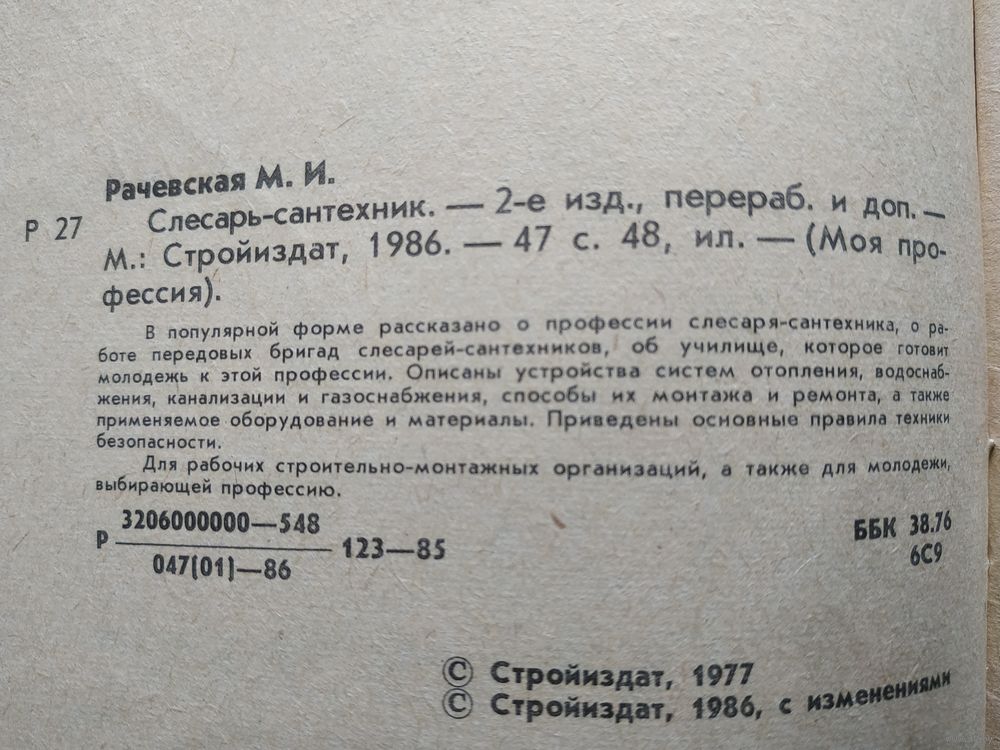 Рачевская М. И.
Р 27 Слесарь-сантехник. — 2-е изд., перераб. и доп. —
М.: Стройиздат, 1986. — 47 с. 48, ил. — (Моя про-
фессия).
В популярной форме рассказано о профессии слесаря-сантехника, о ра-
боте передовых бригад слесарей-сантехников, об училище, которое готовит
молодежь к этой профессии. Описаны устройства систем отопления, водоснаб-
жения, канализации и газоснабжения, способы их монтажа и ремонта, а также
применяемое оборудование и материалы. Приведены основные правила техники
безопасности.
Для рабочих строительно-монтажных организаций, а также для молодежи,
выбирающей профессию.
3206000000—548
Р 123—85
047(01)—86
ББК 38.76
6С9
© Стройиздат, 1977
© Стройиздат, 1986, с изменениями